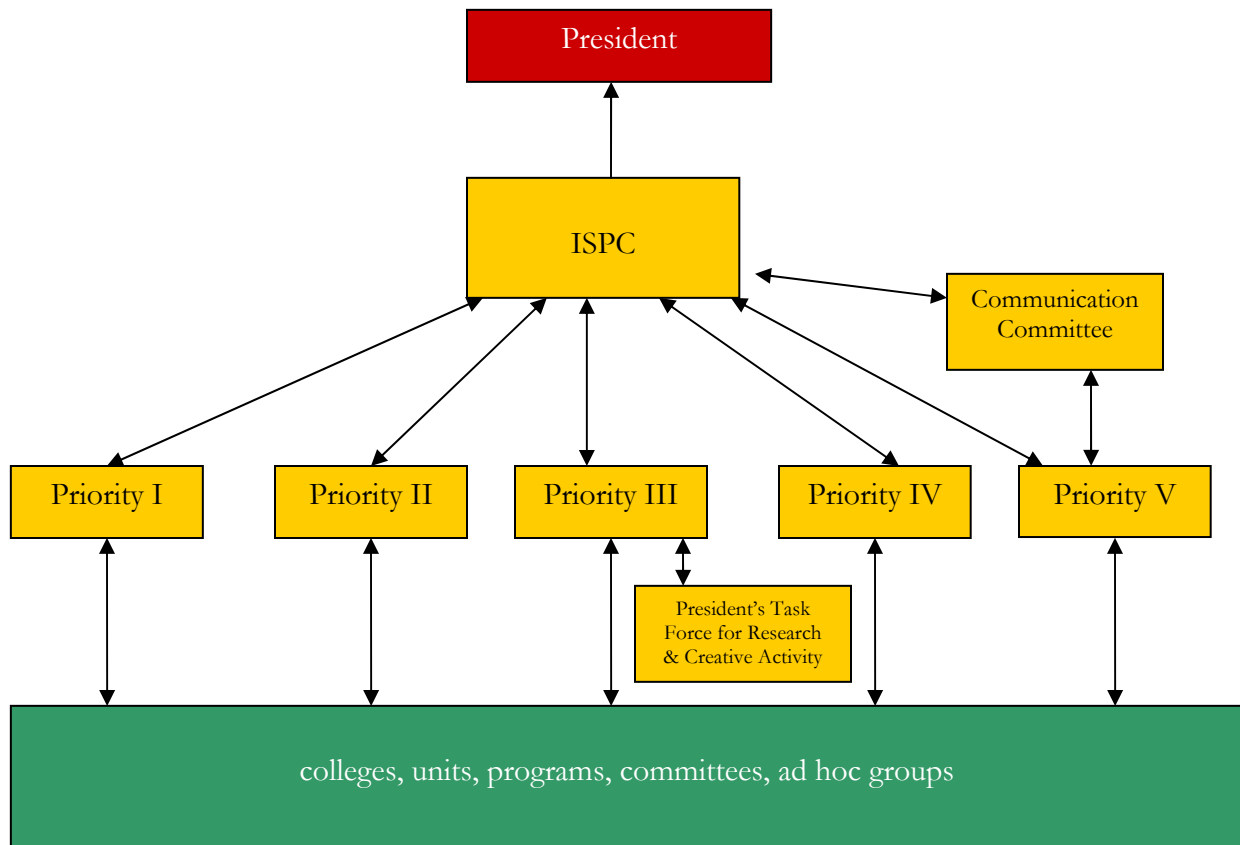 President
ISPC
Communication
Committee
Priority I
Priority II
Priority III
Priority IV
Priority V
President’s Task
Force for Research
& Creative Activity
colleges, units, programs, committees, ad hoc groups